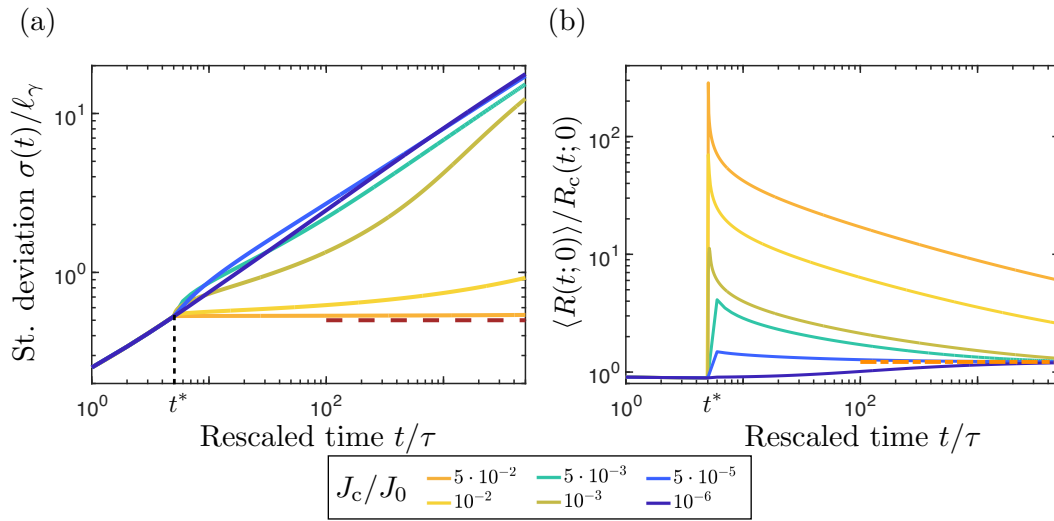 (a)
(b)
St. deviation σ(t)/ℓ_γ
10^1
10^0
10^0
t*
10^2
Rescaled time t/τ
⟨R(t;0)⟩/R_c(t;0)
10^2
10^1
10^0
10^0
t*
10^2
Rescaled time t/τ
J_c/J_0
5 · 10^-2
5 · 10^-3
5 · 10^-5
10^-2
10^-3
10^-6